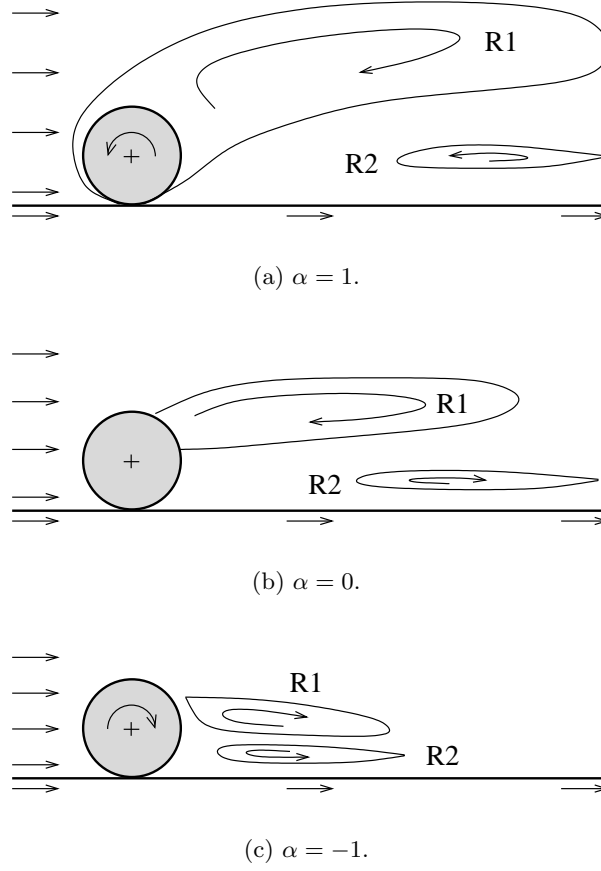 R1
R2
(a) α = 1.
R1
R2
(b) α = 0.
R1
R2
(c) α = −1.